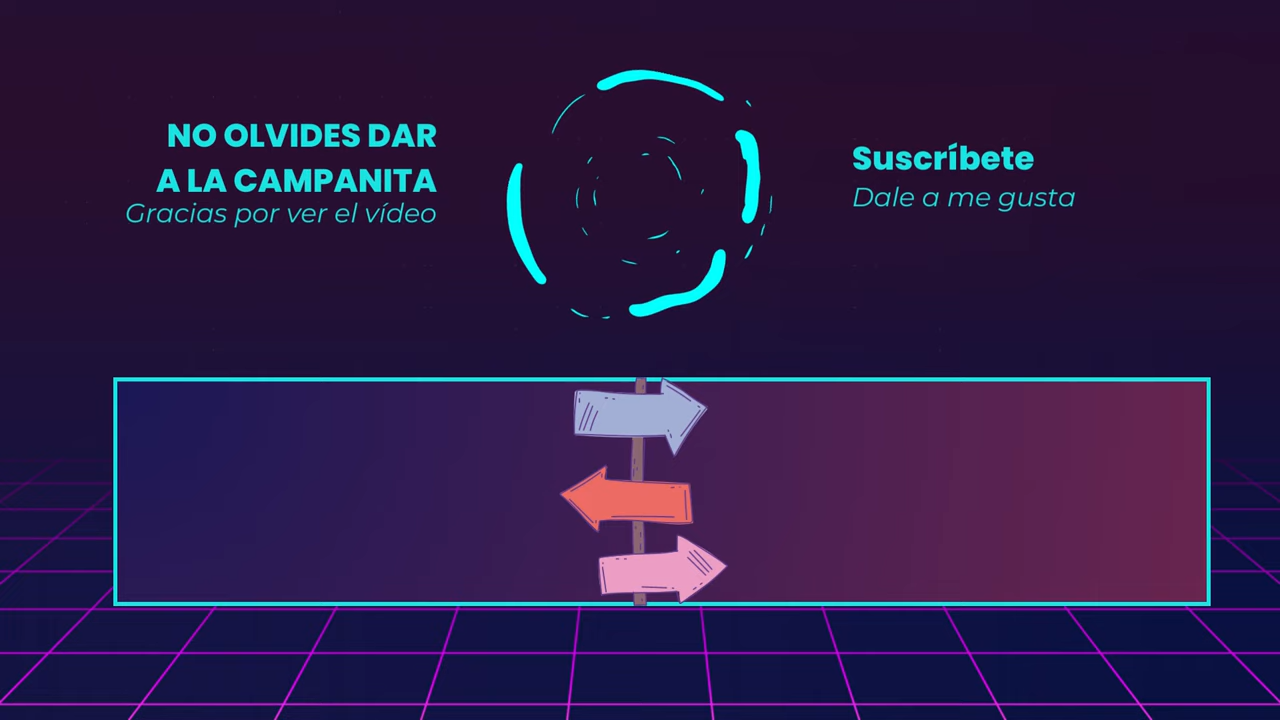 NO OLVIDES DAR
A LA CAMPANITA
Gracias por ver el vídeo
Suscríbete
Dale a me gusta